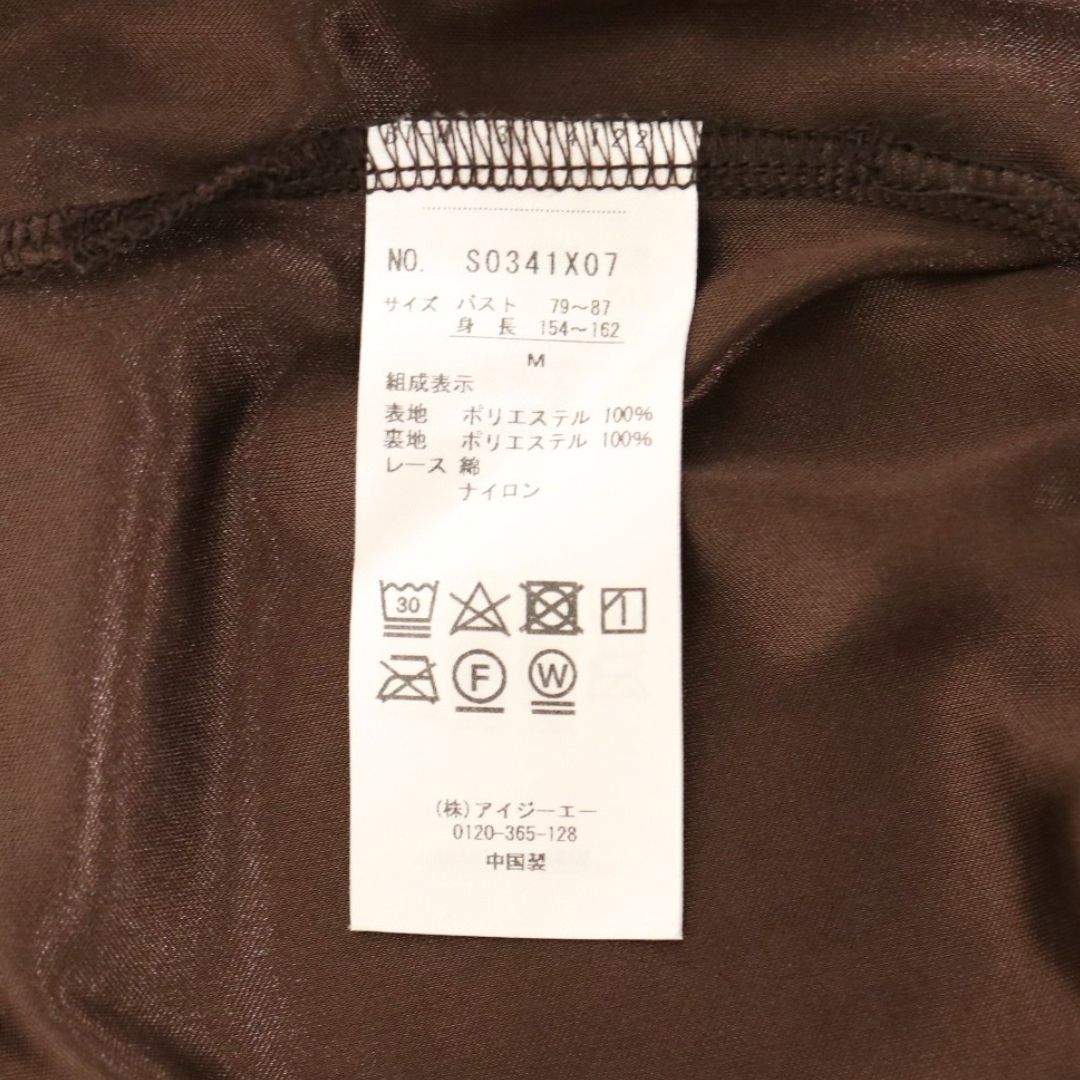 NO. S0341X07
サイズ バスト 79~87
身長 154~162
M
組成表示
表地 ポリエステル 100%
裏地 ポリエステル 100%
レース 綿
ナイロン
30
F W
(株)アイジーエー
0120-365-128
中国製